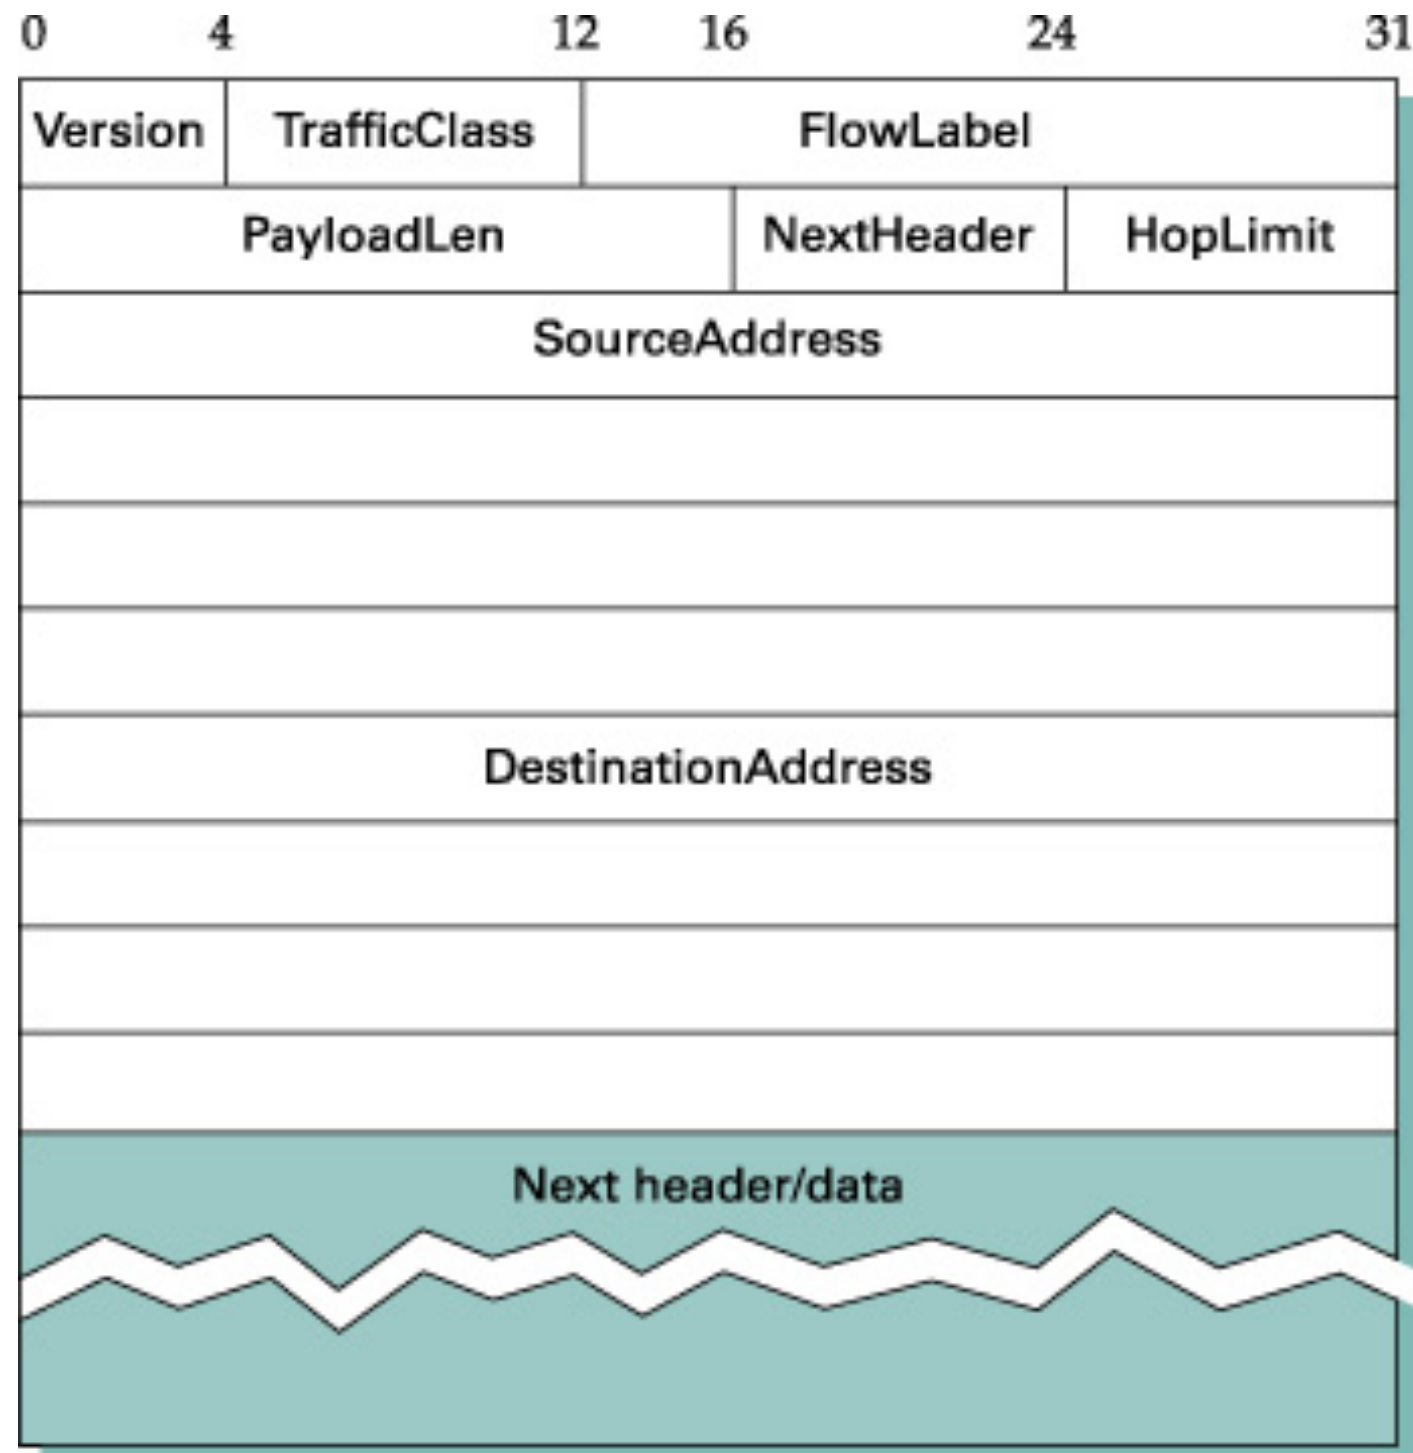 0 4 12 16 24 31
Version TrafficClass FlowLabel
PayloadLen NextHeader HopLimit
SourceAddress
DestinationAddress
Next header/data